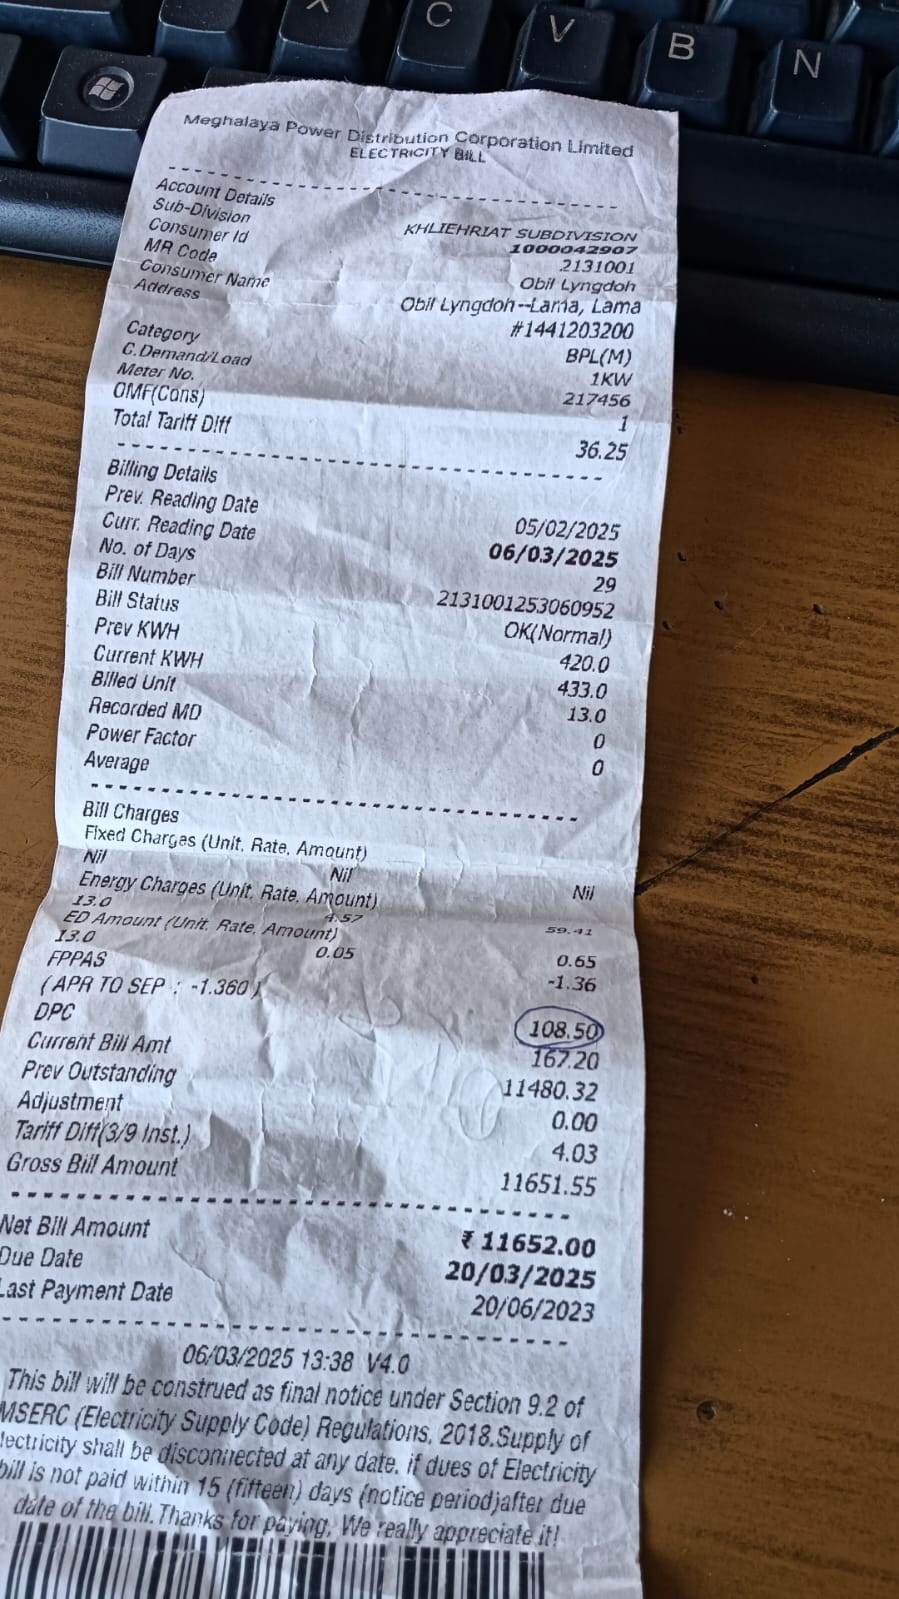 Meghalaya Power Distribution Corporation Limited
ELECTRICITY BILL
Account Details
Sub-Division KHLIEHRIAT SUBDIVISION
Consumer Id 1000042907
MR Code 2131001
Consumer Name Obil Lyngdoh
Address Obil Lyngdoh--Lama, Lama
#1441203200
Category BPL(M)
C.Demand/Load 1KW
Meter No. 217456
OMF(Cons) 1
Total Tariff Diff 36.25
Billing Details
Prev. Reading Date 05/02/2025
Curr. Reading Date 06/03/2025
No. of Days 29
Bill Number 2131001253060952
Bill Status OK(Normal)
Prev KWH 420.0
Current KWH 433.0
Billed Unit 13.0
Recorded MD 0
Power Factor 0
Average
Bill Charges
Fixed Charges (Unit, Rate, Amount)
Nil Nil Nil
Energy Charges (Unit, Rate, Amount)
13.0 4.57 59.41
ED Amount (Unit, Rate, Amount)
13.0 0.05 0.65
FPPAS -1.36
( APR TO SEP : -1.360 )
DPC 108.50
Current Bill Amt 167.20
Prev Outstanding 11480.32
Adjustment 0.00
Tariff Diff(3/9 Inst.) 4.03
Gross Bill Amount 11651.55
Net Bill Amount ₹ 11652.00
Due Date 20/03/2025
Last Payment Date 20/06/2023
06/03/2025 13:38 V4.0
This bill will be construed as final notice under Section 9.2 of
MSERC (Electricity Supply Code) Regulations, 2018.Supply of
lectricity shall be disconnected at any date, if dues of Electricity
bill is not paid within 15 (fifteen) days (notice period)after due
date of the bill.Thanks for paying, We really appreciate it!
C
V
B
N